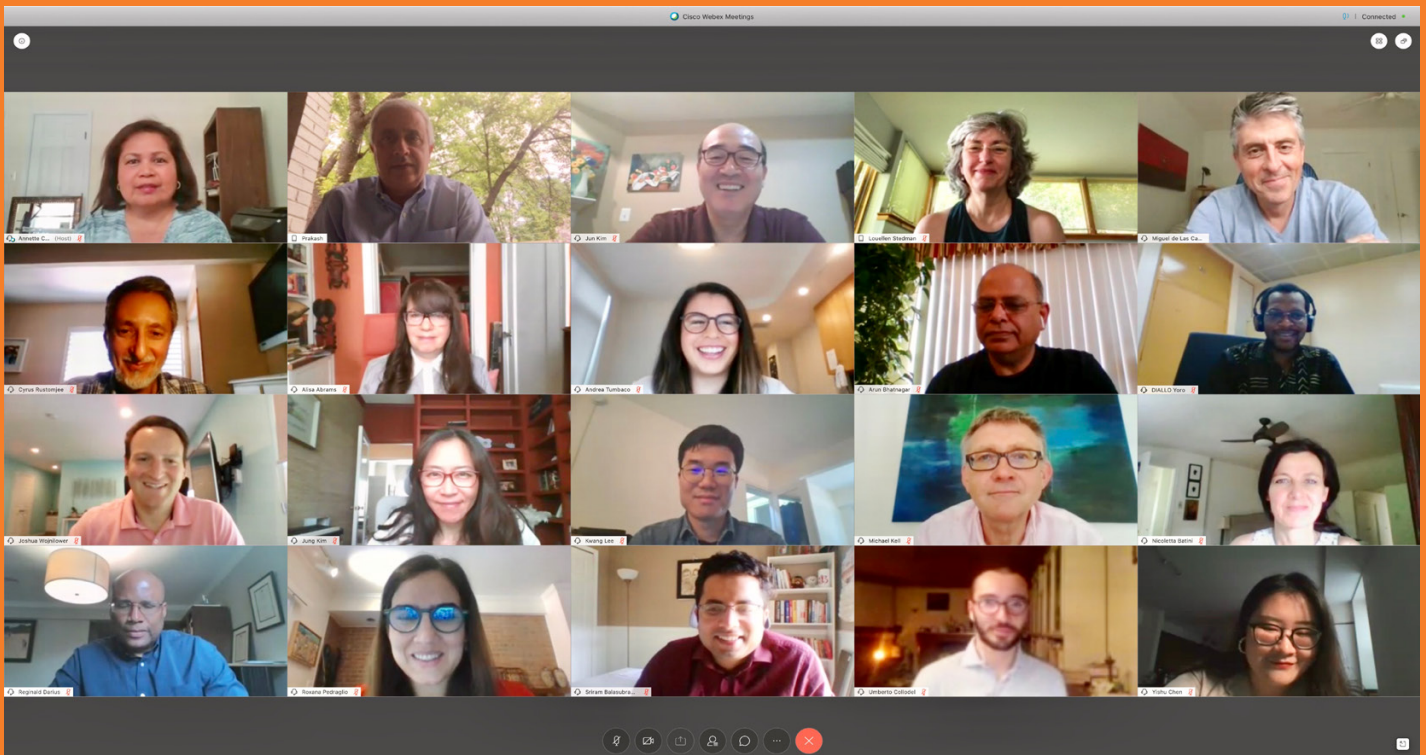 Cisco Webex Meetings
Connected
Annette C... (Host)
Prakash
Jun Kim
Louellen Stedman
Miguel de Las Ca...
Cyrus Rustomjee
Alisa Abrams
Andrea Tumbaco
Arun Bhatnagar
DIALLO Yoro
Joshua Wojnilower
Jung Kim
Kwang Lee
Michael Kell
Nicoletta Batini
Reginard Darius
Roxana Pedraglio
Sriram Balasubra...
Umberto Collodel
Yishu Chen